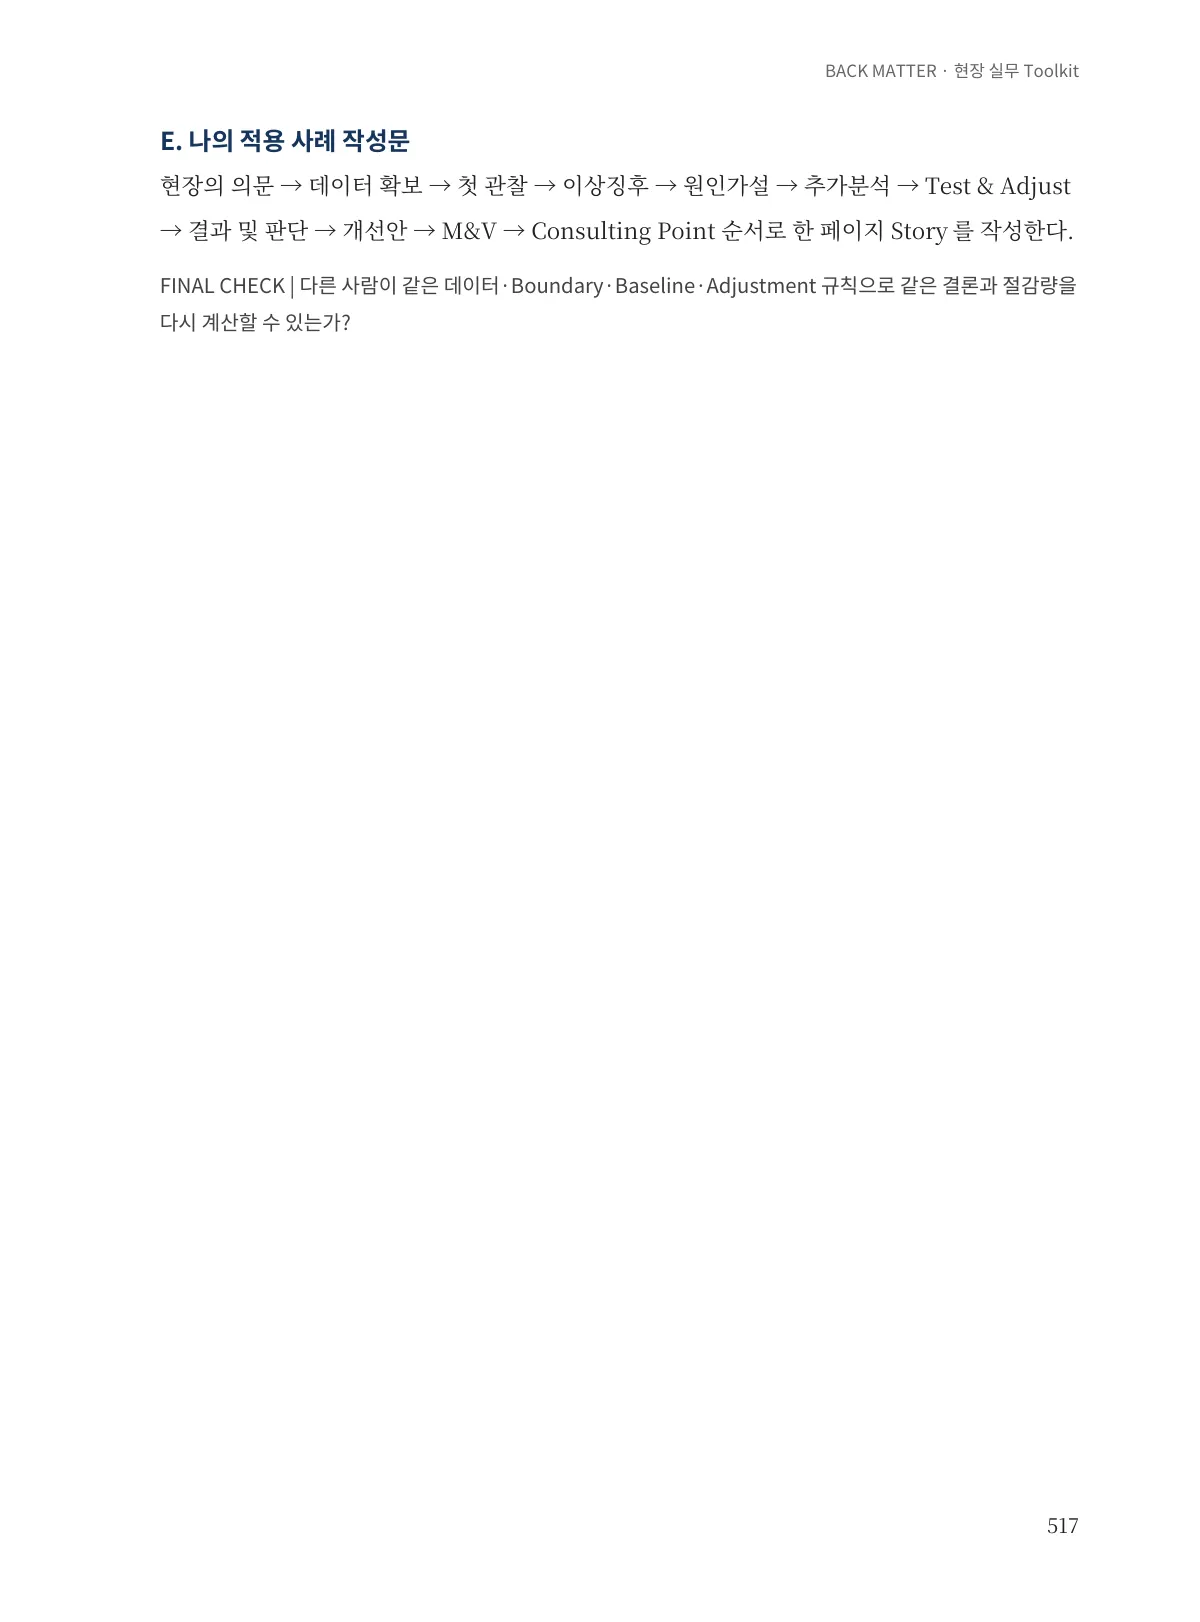 BACK MATTER · 현장 실무 Toolkit
E. 나의 적용 사례 작성문
현장의 의문 → 데이터 확보 → 첫 관찰 → 이상징후 → 원인가설 → 추가분석 → Test & Adjust
→ 결과 및 판단 → 개선안 → M&V → Consulting Point 순서로 한 페이지 Story 를 작성한다.
FINAL CHECK | 다른 사람이 같은 데이터·Boundary·Baseline·Adjustment 규칙으로 같은 결론과 절감량을
다시 계산할 수 있는가?
517